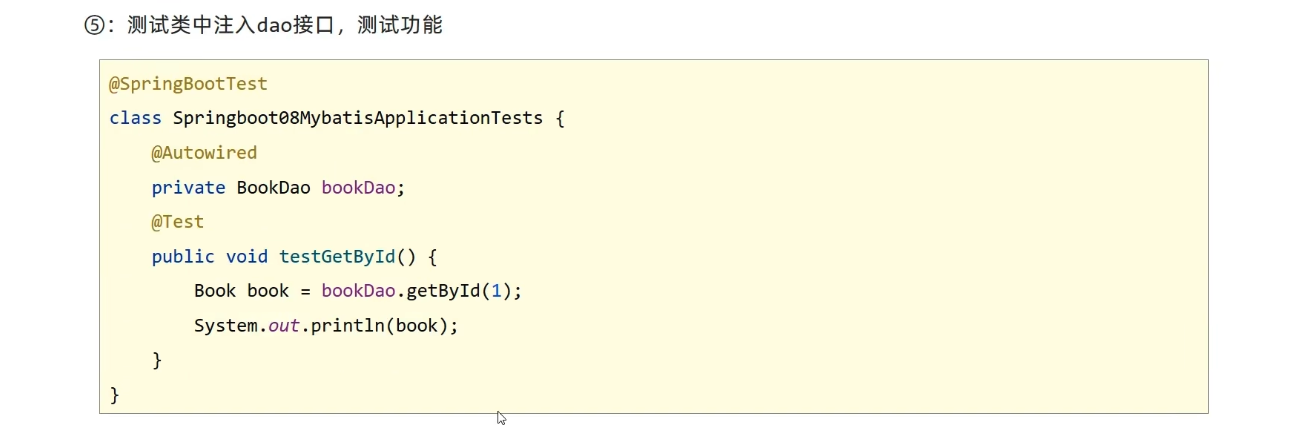 ⑤：测试类中注入dao接口，测试功能
@SpringBootTest
class Springboot08MybatisApplicationTests {
    @Autowired
    private BookDao bookDao;
    @Test
    public void testGetById() {
        Book book = bookDao.getById(1);
        System.out.println(book);
    }
}